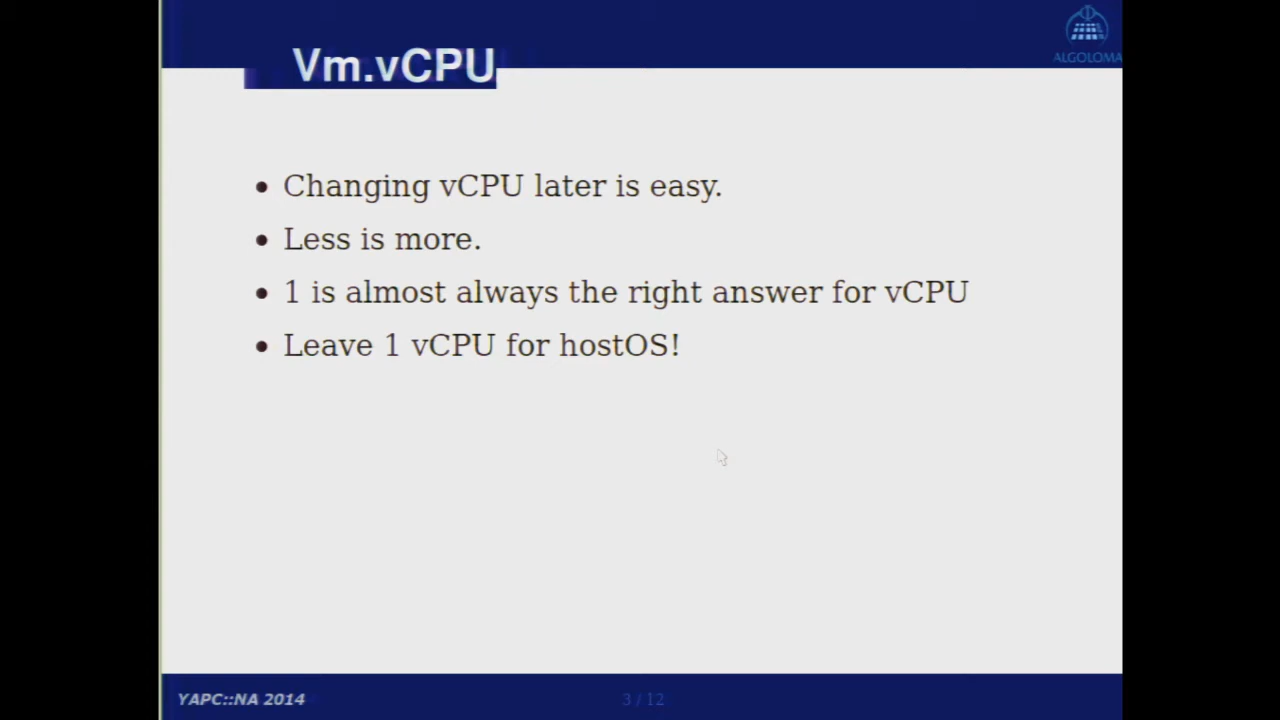 ALGOLOMA
Vm.vCPU
• Changing vCPU later is easy.
• Less is more.
• 1 is almost always the right answer for vCPU
• Leave 1 vCPU for hostOS!
YAPC::NA 2014
3 / 12